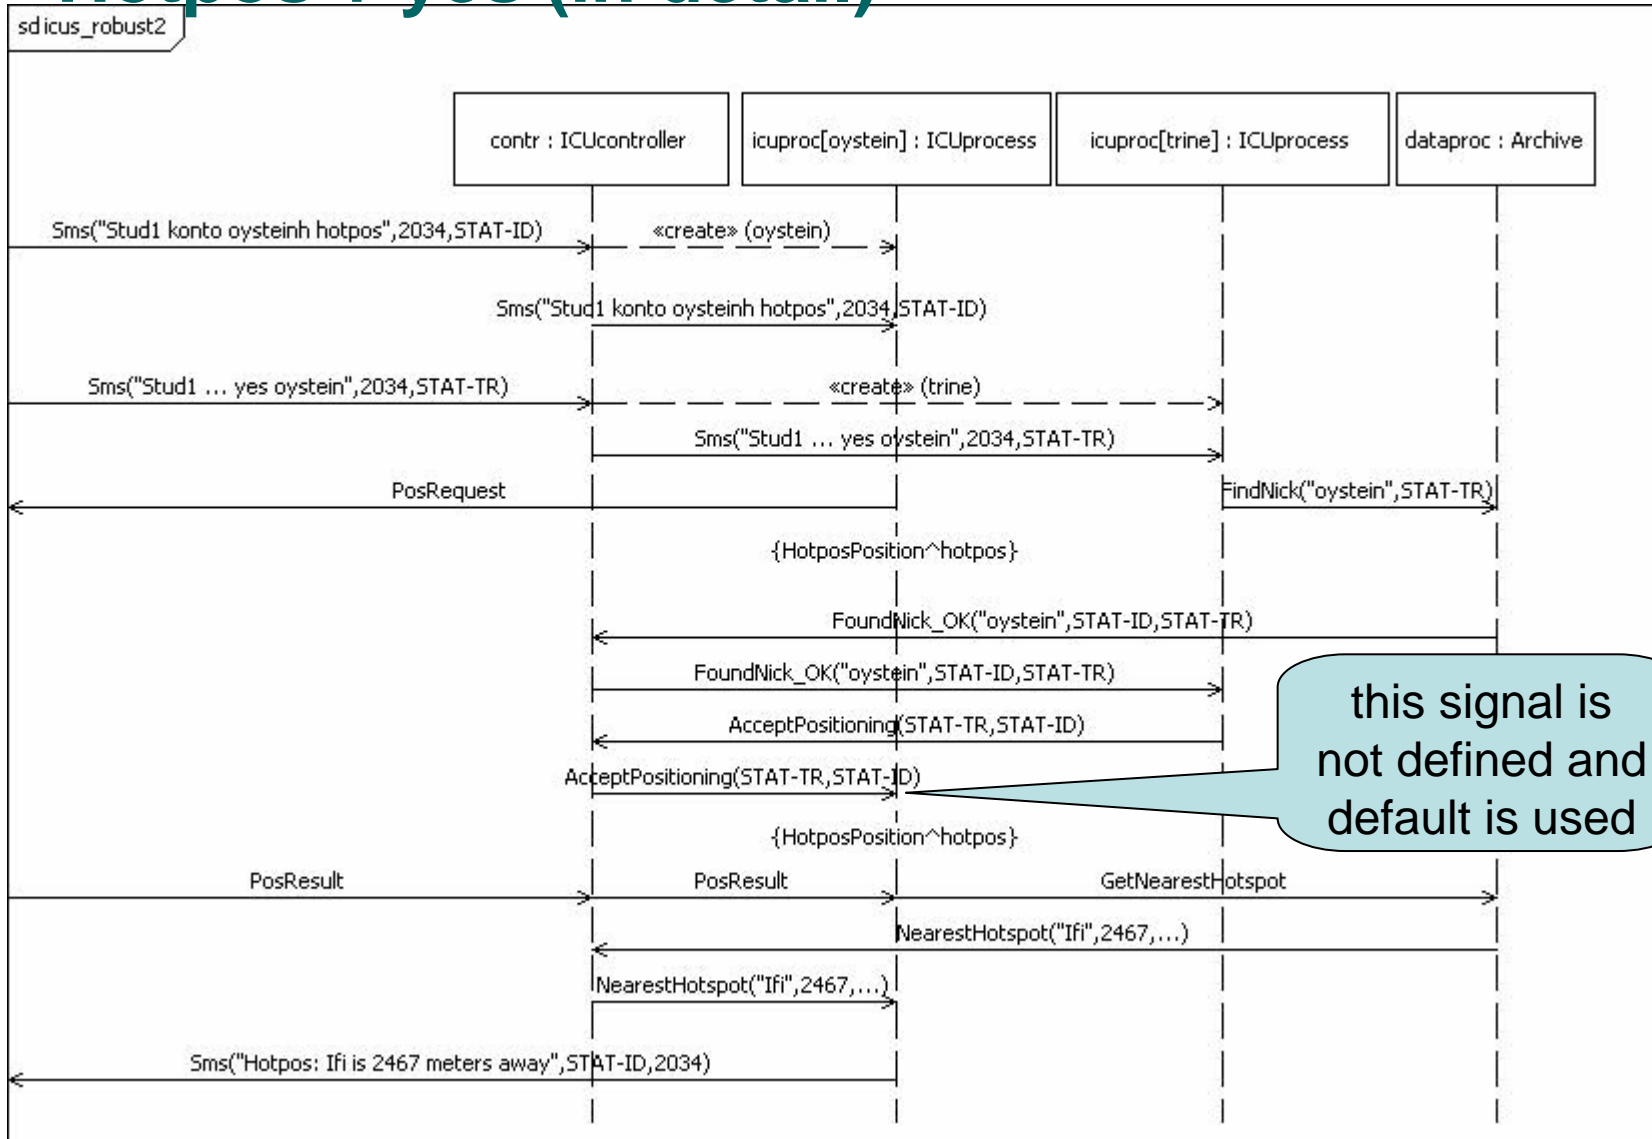 (in detail)
sd icus_robust2
contr : ICUcontroller
icuproc[oystein] : ICUprocess
icuproc[trine] : ICUprocess
dataproc : Archive
Sms("Stud1 konto oysteinh hotpos",2034,STAT-ID)
«create» (oystein)
Sms("Stud1 konto oysteinh hotpos",2034,STAT-ID)
Sms("Stud1 ... yes oystein",2034,STAT-TR)
«create» (trine)
Sms("Stud1 ... yes oystein",2034,STAT-TR)
PosRequest
FindNick("oystein",STAT-TR)
{HotposPosition^hotpos}
FoundNick_OK("oystein",STAT-ID,STAT-TR)
FoundNick_OK("oystein",STAT-ID,STAT-TR)
AcceptPositioning(STAT-TR,STAT-ID)
AcceptPositioning(STAT-TR,STAT-ID)
this signal is
not defined and
default is used
{HotposPosition^hotpos}
PosResult
PosResult
GetNearestHotspot
NearestHotspot("Ifi",2467,...)
NearestHotspot("Ifi",2467,...)
Sms("Hotpos: Ifi is 2467 meters away",STAT-ID,2034)